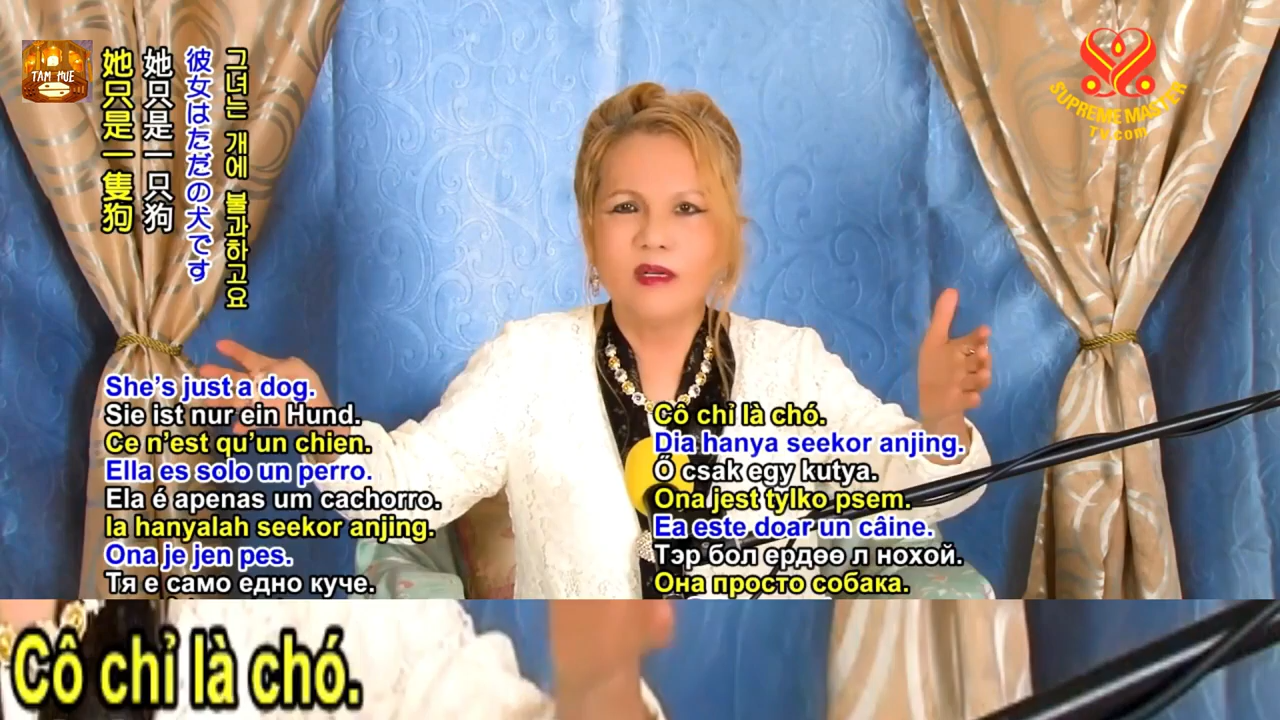 TAM HUE
她只是一隻狗
她只是一只狗
彼女はただの犬です
그녀는 개에 불과하고요
SUPREME MASTER
TV.com
She's just a dog.
Sie ist nur ein Hund.
Ce n'est qu'un chien.
Ella es solo un perro.
Ela é apenas um cachorro.
Ia hanyalah seekor anjing.
Ona je jen pes.
Тя е само едно куче.
Cô chỉ là chó.
Dia hanya seekor anjing.
Ő csak egy kutya.
Ona jest tylko psem.
Ea este doar un câine.
Тэр бол ердөө л нохой.
Она просто собака.
Cô chỉ là chó.